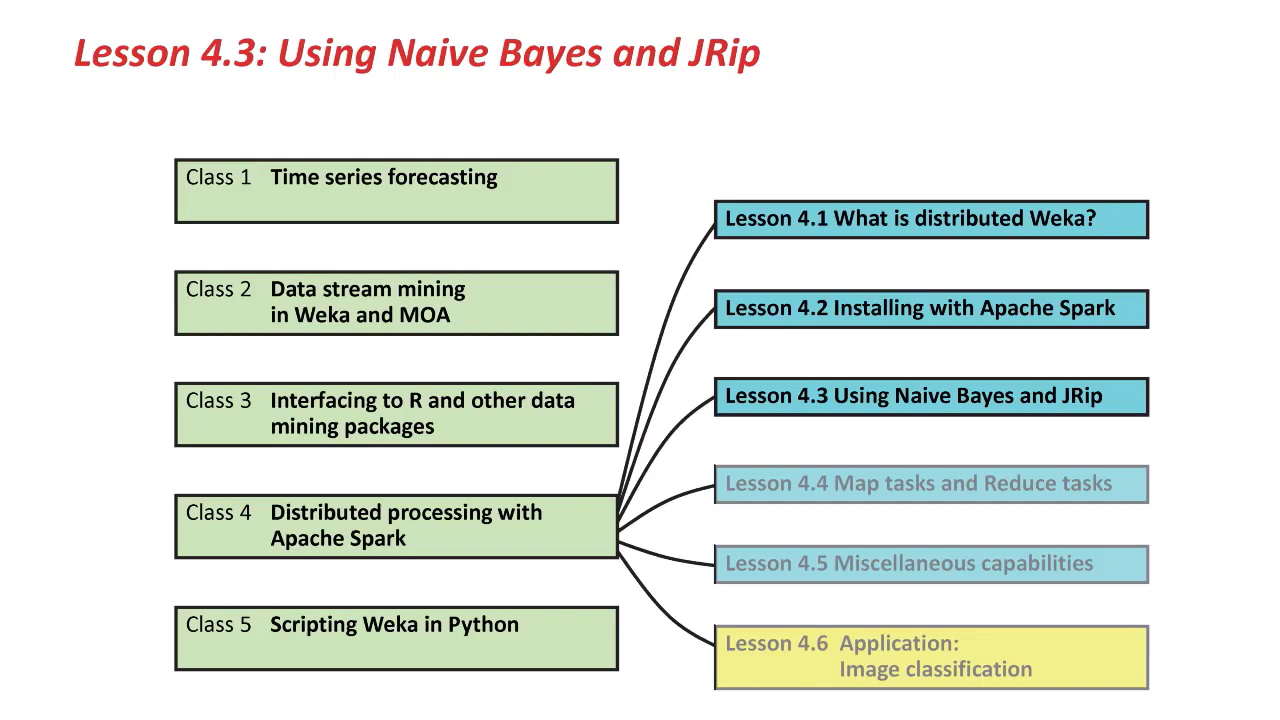 Lesson 4.3: Using Naive Bayes and JRip
Class 1 Time series forecasting
Class 2 Data stream mining
in Weka and MOA
Class 3 Interfacing to R and other data
mining packages
Class 4 Distributed processing with
Apache Spark
Class 5 Scripting Weka in Python
Lesson 4.1 What is distributed Weka?
Lesson 4.2 Installing with Apache Spark
Lesson 4.3 Using Naive Bayes and JRip
Lesson 4.4 Map tasks and Reduce tasks
Lesson 4.5 Miscellaneous capabilities
Lesson 4.6 Application:
Image classification